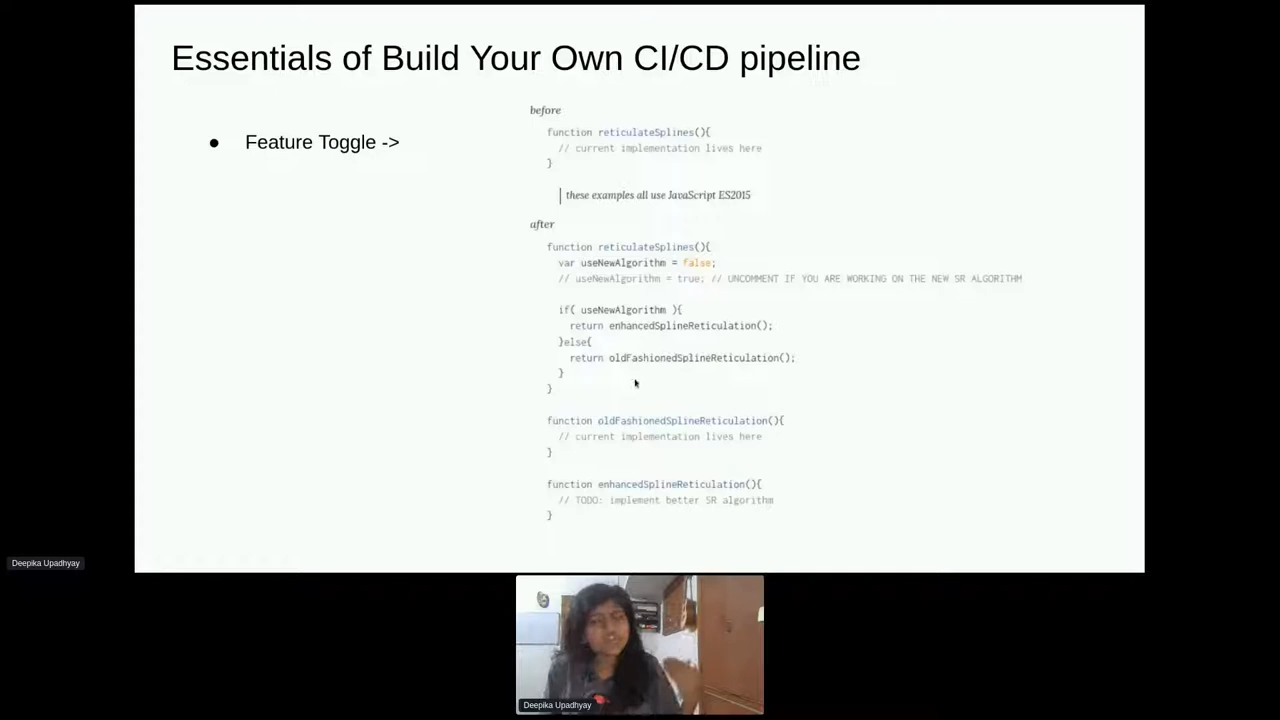 Essentials of Build Your Own CI/CD pipeline
● Feature Toggle ->
before
function reticulateSplines(){
// current implementation lives here
}
these examples all use JavaScript ES2015
after
function reticulateSplines(){
var useNewAlgorithm = false;
// useNewAlgorithm = true; // UNCOMMENT IF YOU ARE WORKING ON THE NEW SR ALGORITHM
if( useNewAlgorithm ){
return enhancedSplineReticulation();
}else{
return oldFashionedSplineReticulation();
}
}
function oldFashionedSplineReticulation(){
// current implementation lives here
}
function enhancedSplineReticulation(){
// TODO: implement better SR algorithm
}
Deepika Upadhyay
Deepika Upadhyay